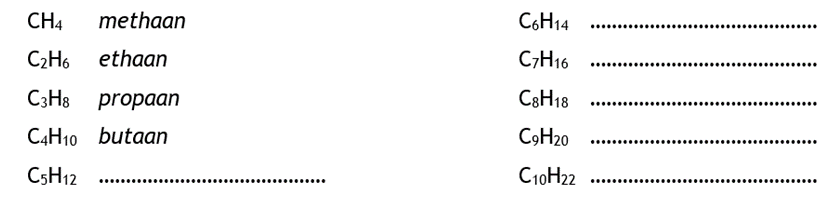 CH₄ methaan
C₂H₆ ethaan
C₃H₈ propaan
C₄H₁₀ butaan
C₅H₁₂ ..........................................
C₆H₁₄ ..........................................
C₇H₁₆ ..........................................
C₈H₁₈ ..........................................
C₉H₂₀ ..........................................
C₁₀H₂₂ ..........................................